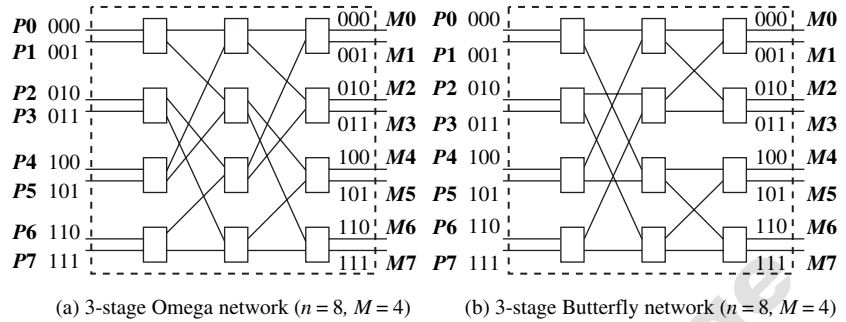 P0 000 000 M0
P1 001 001 M1
P2 010 010 M2
P3 011 011 M3
P4 100 100 M4
P5 101 101 M5
P6 110 110 M6
P7 111 111 M7
(a) 3-stage Omega network (n = 8, M = 4)
P0 000 000 M0
P1 001 001 M1
P2 010 010 M2
P3 011 011 M3
P4 100 100 M4
P5 101 101 M5
P6 110 110 M6
P7 111 111 M7
(b) 3-stage Butterfly network (n = 8, M = 4)